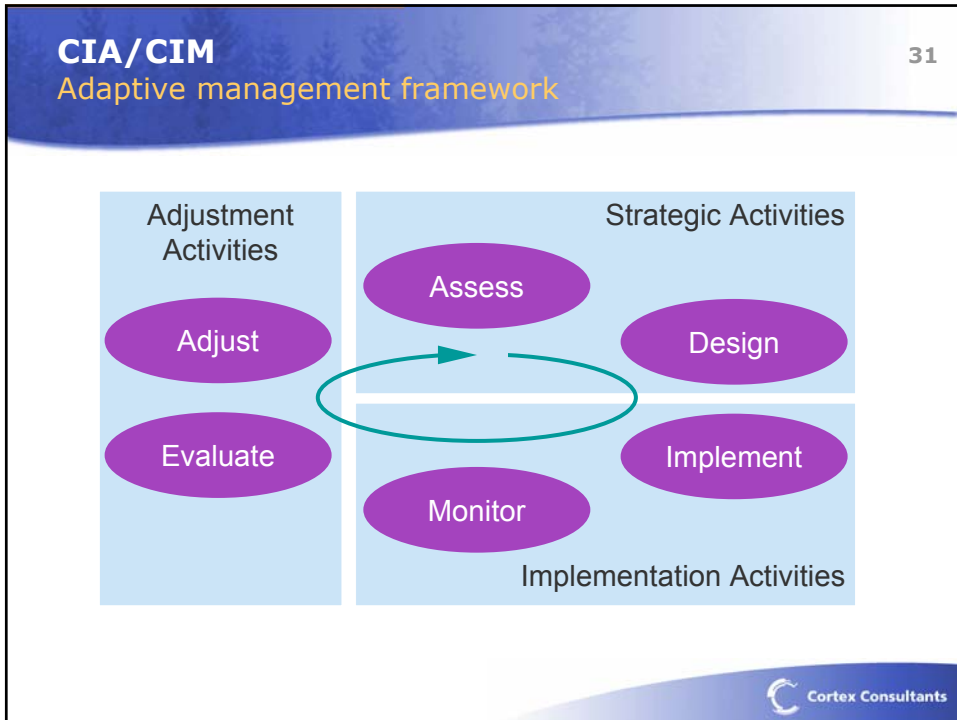 CIA/CIM
31
Adaptive management framework
Adjustment
Activities
Adjust
Evaluate
Strategic Activities
Assess
Design
Implement
Monitor
Implementation Activities
Cortex Consultants